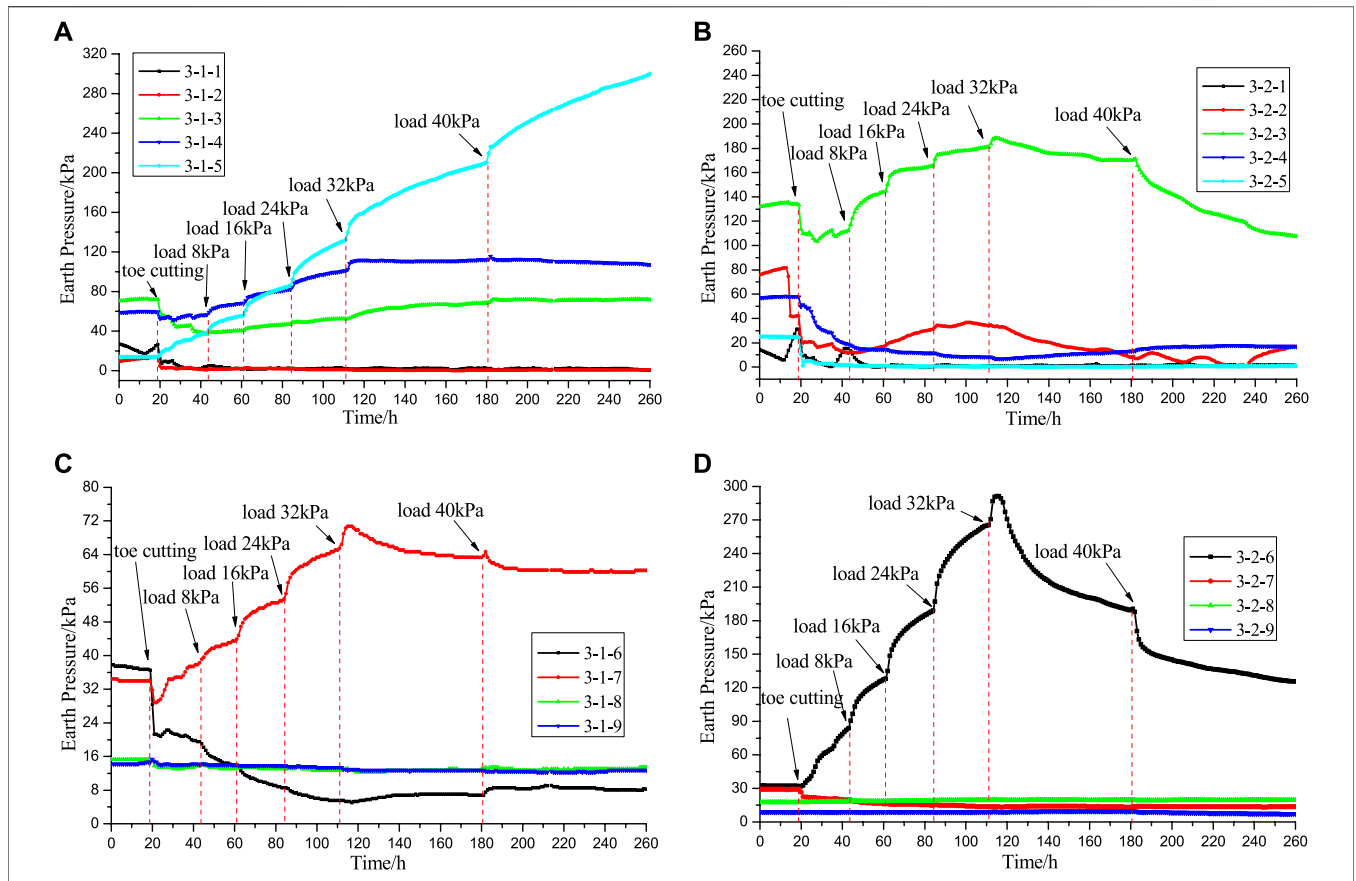 A
Earth Pressure/kPa
320
280
240
200
160
120
80
40
0
3-1-1
3-1-2
3-1-3
3-1-4
3-1-5
toe cutting
load 8kPa
load 16kPa
load 24kPa
load 32kPa
load 40kPa
0 20 40 60 80 100 120 140 160 180 200 220 240 260
Time/h
B
Earth Pressure/kPa
260
240
220
200
180
160
140
120
100
80
60
40
20
0
toe cutting
load 8kPa
load 16kPa
load 24kPa
load 32kPa
load 40kPa
3-2-1
3-2-2
3-2-3
3-2-4
3-2-5
0 20 40 60 80 100 120 140 160 180 200 220 240 260
Time/h
C
Earth Pressure/kPa
80
72
64
56
48
40
32
24
16
8
0
toe cutting
load 8kPa
load 16kPa
load 24kPa
load 32kPa
load 40kPa
3-1-6
3-1-7
3-1-8
3-1-9
0 20 40 60 80 100 120 140 160 180 200 220 240 260
Time/h
D
Earth Pressure/kPa
300
270
240
210
180
150
120
90
60
30
0
toe cutting
load 8kPa
load 16kPa
load 24kPa
load 32kPa
load 40kPa
3-2-6
3-2-7
3-2-8
3-2-9
0 20 40 60 80 100 120 140 160 180 200 220 240 260
Time/h